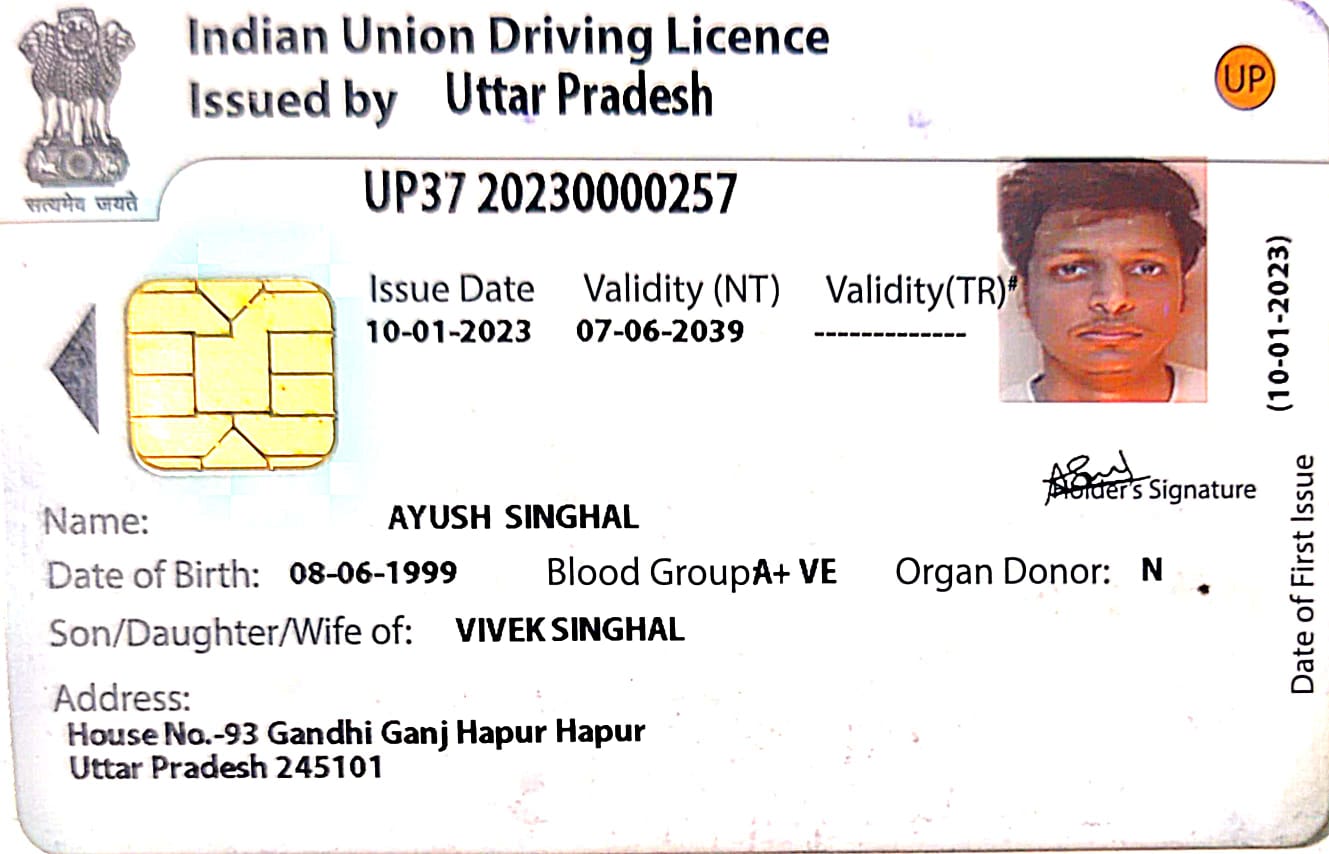 Indian Union Driving Licence
Issued by Uttar Pradesh
UP
सत्यमेव जयते
UP37 20230000257
Issue Date Validity (NT) Validity(TR)#
10-01-2023 07-06-2039 -------------
Holder's Signature
Name: AYUSH SINGHAL
Date of Birth: 08-06-1999 Blood GroupA+ VE Organ Donor: N
Son/Daughter/Wife of: VIVEK SINGHAL
Address:
House No.-93 Gandhi Ganj Hapur Hapur
Uttar Pradesh 245101
Date of First Issue (10-01-2023)